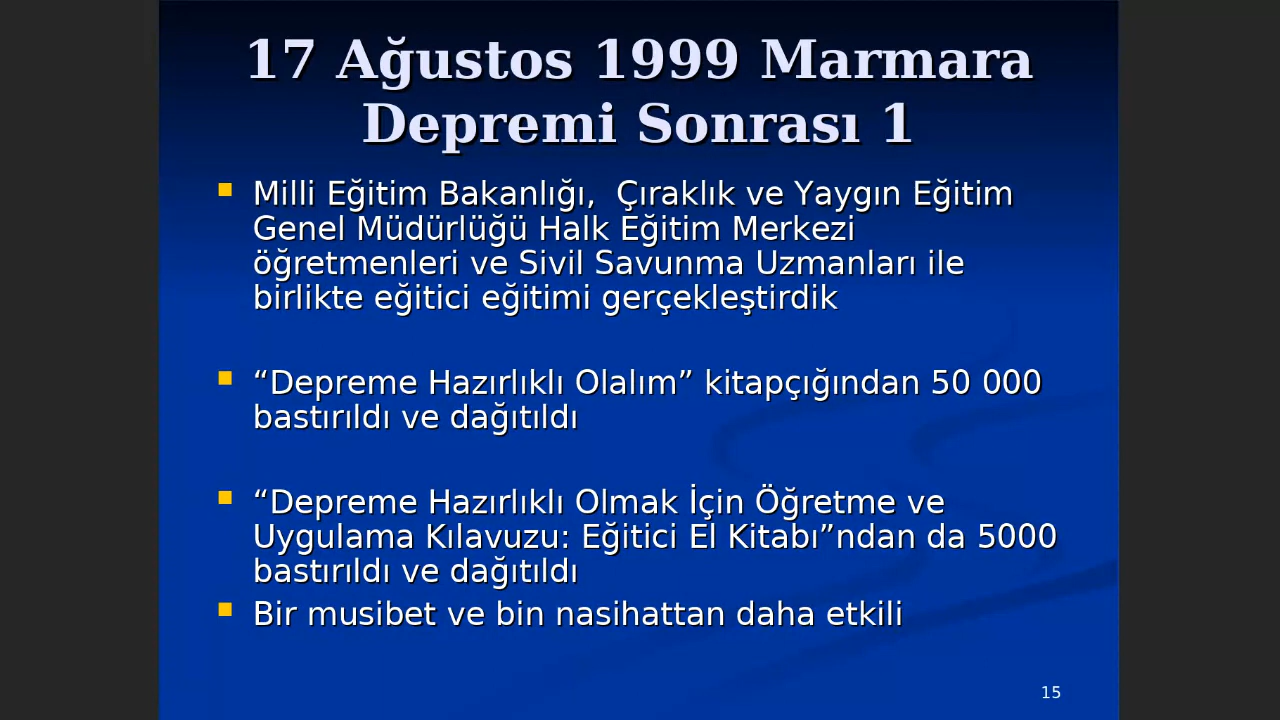 17 Ağustos 1999 Marmara
Depremi Sonrası 1
Milli Eğitim Bakanlığı,  Çıraklık ve Yaygın Eğitim
Genel Müdürlüğü Halk Eğitim Merkezi
öğretmenleri ve Sivil Savunma Uzmanları ile
birlikte eğitici eğitimi gerçekleştirdik
“Depreme Hazırlıklı Olalım” kitapçığından 50 000
bastırıldı ve dağıtıldı
“Depreme Hazırlıklı Olmak İçin Öğretme ve
Uygulama Kılavuzu: Eğitici El Kitabı”ndan da 5000
bastırıldı ve dağıtıldı
Bir musibet ve bin nasihattan daha etkili
15